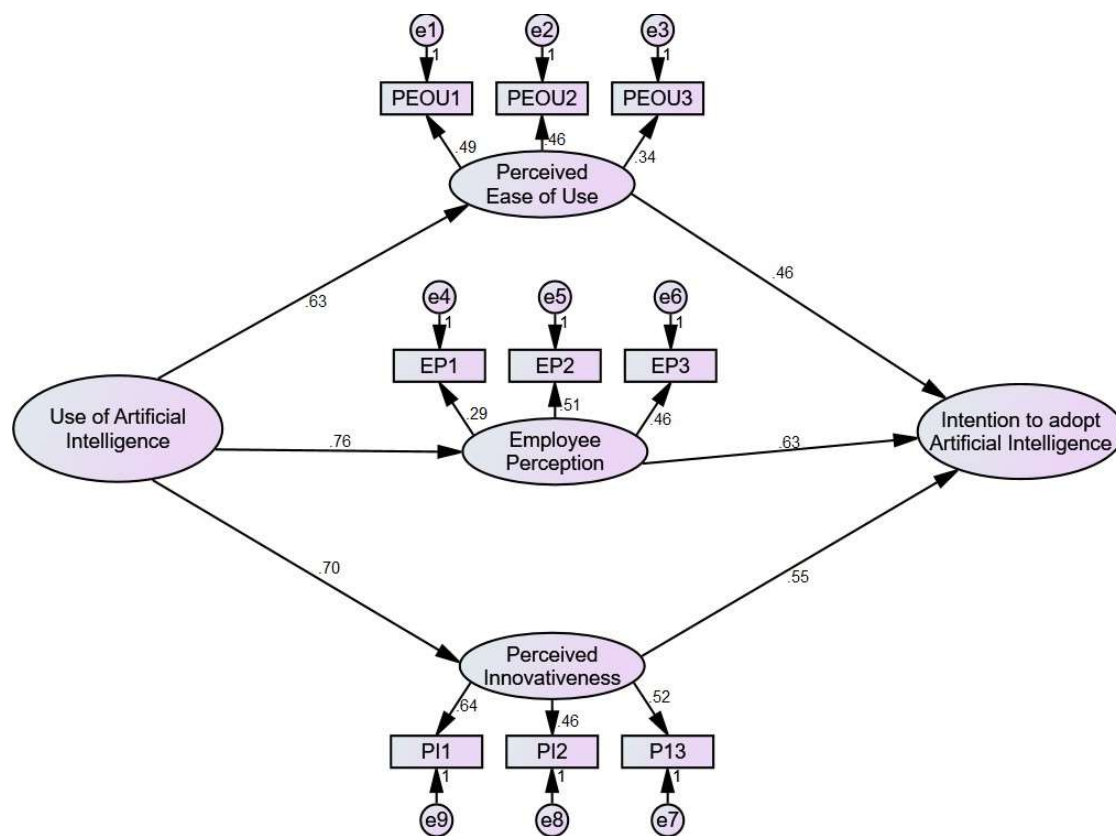 e1
e2
e3
1
1
1
PEOU1
PEOU2
PEOU3
.49
.46
.34
Perceived
Ease of Use
.63
.46
e4
e5
e6
1
1
1
EP1
EP2
EP3
.29
.51
.46
Use of Artificial
Intelligence
.76
Employee
Perception
.63
Intention to adopt
Artificial Intelligence
.70
.55
Perceived
Innovativeness
.64
.46
.52
PI1
PI2
P13
1
1
1
e9
e8
e7